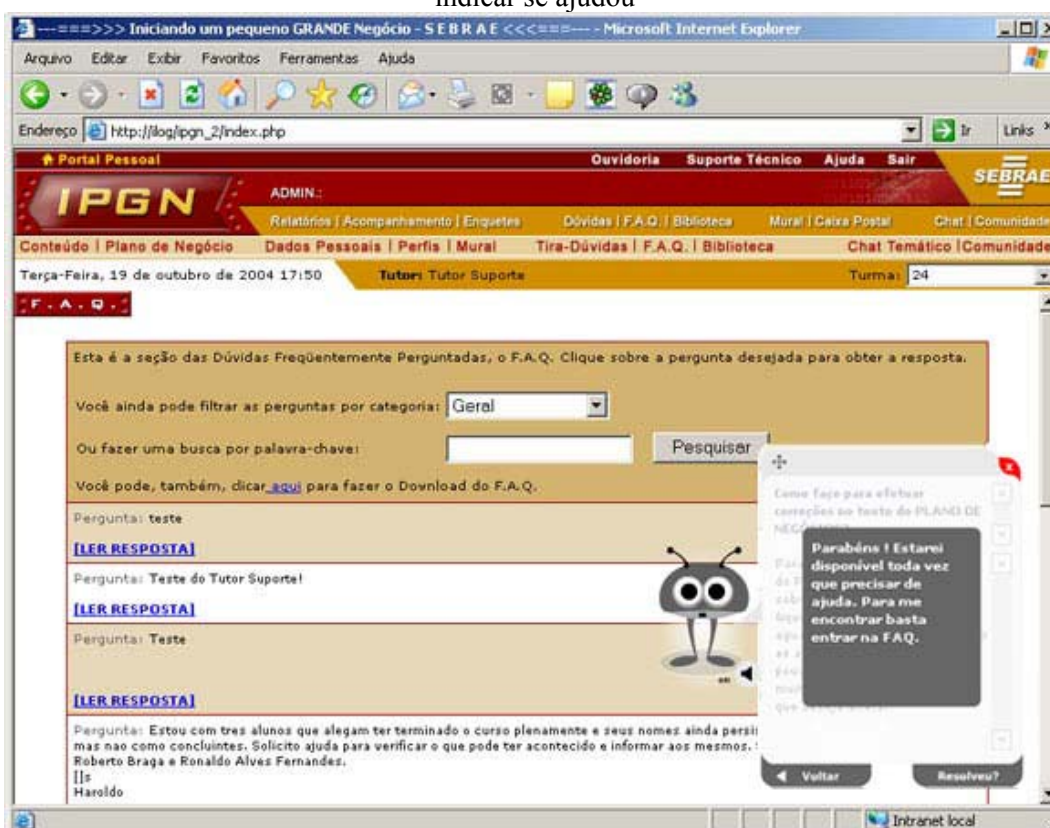 indicar se ajudou
---===>>> Iniciando um pequeno GRANDE Negócio - S E B R A E <<<===--- - Microsoft Internet Explorer
Arquivo Editar Exibir Favoritos Ferramentas Ajuda
Endereço http://ilog/ipgn_2/index.php Ir Links
Portal Pessoal Ouvidoria Suporte Técnico Ajuda Sair
SEBRAE
IPGN ADMIN.:
Relatórios | Acompanhamento | Enquetes Dúvidas | F.A.Q. | Biblioteca Mural | Caixa Postal Chat | Comunidade
Conteúdo | Plano de Negócio Dados Pessoais | Perfis | Mural Tira-Dúvidas | F.A.Q. | Biblioteca Chat Temático | Comunidade
Terça-Feira, 19 de outubro de 2004 17:50 Tutor: Tutor Suporte Turma: 24
F.A.Q.
Esta é a seção das Dúvidas Freqüentemente Perguntadas, o F.A.Q. Clique sobre a pergunta desejada para obter a resposta.
Você ainda pode filtrar as perguntas por categoria: Geral
Ou fazer uma busca por palavra-chave: Pesquisar
Você pode, também, clicar aqui para fazer o Download do F.A.Q.
Pergunta: teste
[LER RESPOSTA]
Pergunta: Teste do Tutor Suporte!
[LER RESPOSTA]
Pergunta: Teste
[LER RESPOSTA]
Pergunta: Estou com tres alunos que alegam ter terminado o curso plenamente e seus nomes ainda
mas nao como concluintes. Solicito ajuda para verificar o que pode ter acontecido e informar aos mesmos.
Roberto Braga e Ronaldo Alves Fernandes.
[]s
Haroldo
Como faço para efetuar
correções no texto do PLANO DE
Parabéns ! Estarei
disponível toda vez
que precisar de
ajuda. Para me
encontrar basta
entrar na FAQ.
on
Voltar Resolveu?
Intranet local